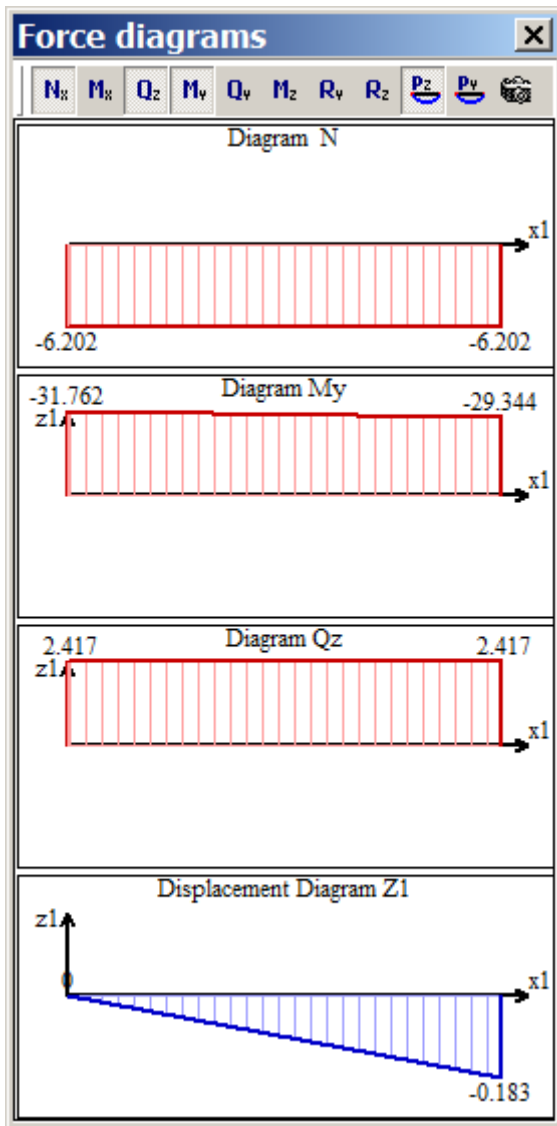 Force diagrams
Nx Mx Qz My Qy Mz Ry Rz Pz Py
Diagram N
x1
-6.202 -6.202
Diagram My
-31.762 -29.344
z1
x1
Diagram Qz
2.417 2.417
z1
x1
Displacement Diagram Z1
z1
0 x1
-0.183